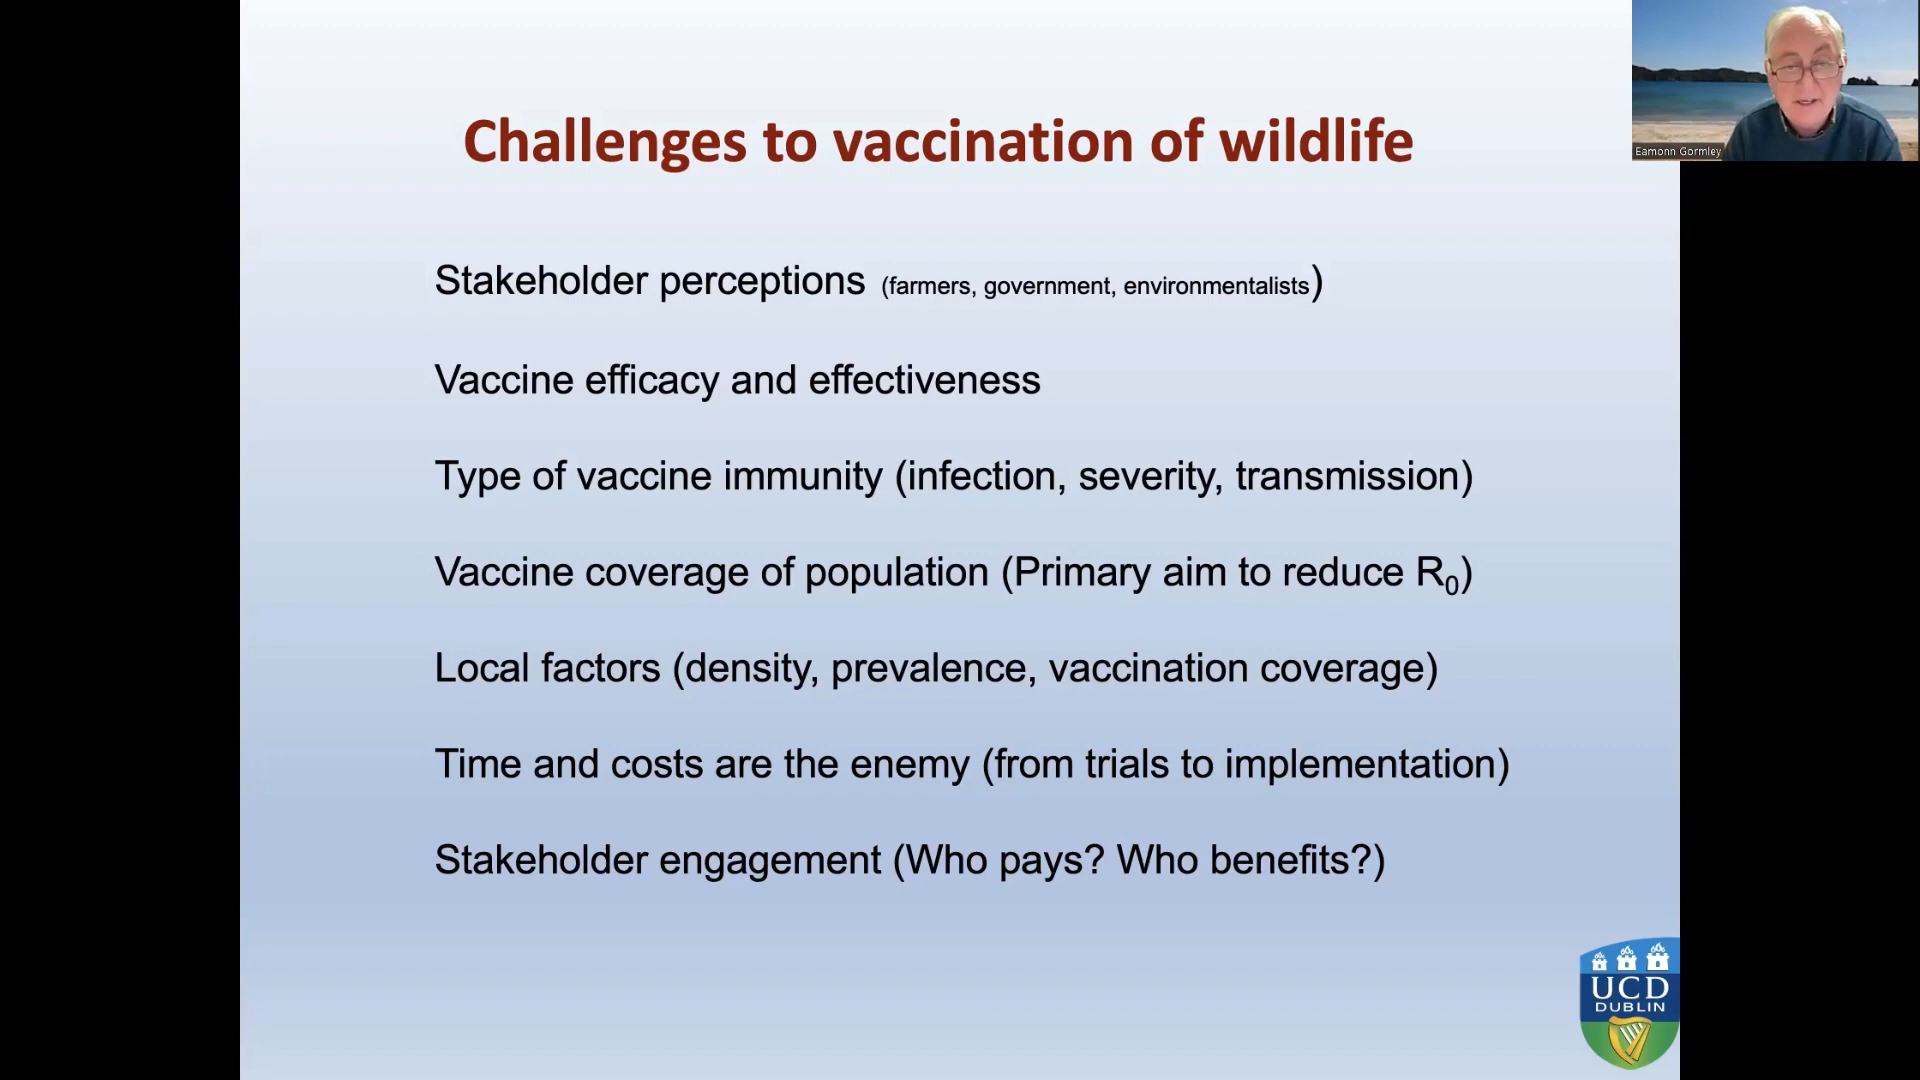 Challenges to vaccination of wildlife
Eamonn Gormley
Stakeholder perceptions (farmers, government, environmentalists)
Vaccine efficacy and effectiveness
Type of vaccine immunity (infection, severity, transmission)
Vaccine coverage of population (Primary aim to reduce R₀)
Local factors (density, prevalence, vaccination coverage)
Time and costs are the enemy (from trials to implementation)
Stakeholder engagement (Who pays? Who benefits?)
UCD
DUBLIN